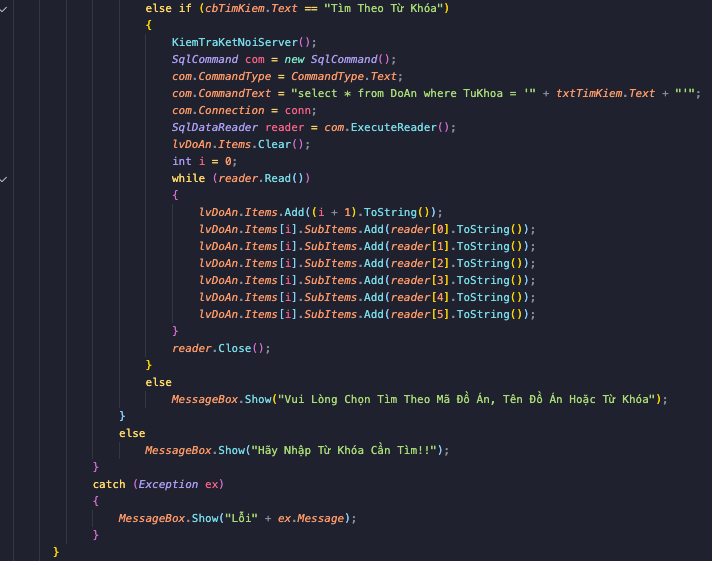 else if (cbTimKiem.Text == "Tìm Theo Từ Khóa")
{
KiemTraKetNoiServer();
SqlCommand com = new SqlCommand();
com.CommandType = CommandType.Text;
com.CommandText = "select * from DoAn where TuKhoa = '" + txtTimKiem.Text + "'";
com.Connection = conn;
SqlDataReader reader = com.ExecuteReader();
lvDoAn.Items.Clear();
int i = 0;
while (reader.Read())
{
lvDoAn.Items.Add((i + 1).ToString());
lvDoAn.Items[i].SubItems.Add(reader[0].ToString());
lvDoAn.Items[i].SubItems.Add(reader[1].ToString());
lvDoAn.Items[i].SubItems.Add(reader[2].ToString());
lvDoAn.Items[i].SubItems.Add(reader[3].ToString());
lvDoAn.Items[i].SubItems.Add(reader[4].ToString());
lvDoAn.Items[i].SubItems.Add(reader[5].ToString());
}
reader.Close();
}
else
MessageBox.Show("Vui Lòng Chọn Tìm Theo Mã Đồ Án, Tên Đồ Án Hoặc Từ Khóa");
}
else
MessageBox.Show("Hãy Nhập Từ Khóa Cần Tìm!!");
}
catch (Exception ex)
{
MessageBox.Show("Lỗi" + ex.Message);
}
}